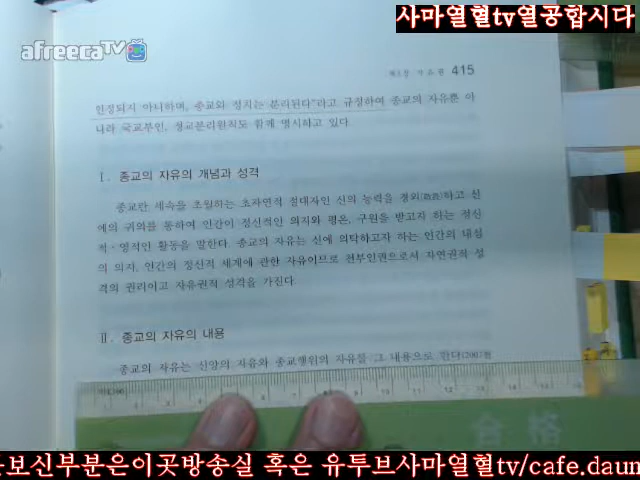 사마열혈tv열공합시다
afreecaTV
415
인정되지 아니하며, 종교와 정치는 분리된다"라고 규정하여 종교의 자유뿐 아
니라 국교부인, 정교분리원칙도 함께 명시하고 있다.
Ⅰ. 종교의 자유의 개념과 성격
종교란 세속을 초월하는 초자연적 절대자인 신의 능력을 경외(敬畏)하고 신
에의 귀의를 통하여 인간이 정신적인 의지와 평온, 구원을 받고자 하는 정신
적·영적인 활동을 말한다. 종교의 자유는 신에 의탁하고자 하는 인간의 내심
의 의지, 인간의 정신적 세계에 관한 자유이므로 천부인권으로서 자연권적 성
격의 권리이고 자유권적 성격을 가진다.
Ⅱ. 종교의 자유의 내용
종교의 자유는 신앙의 자유와 종교행위의 자유를 그 내용으로 한다
合格
보신부분은이곳방송실 혹은 유투브사마열혈tv/cafe.daum